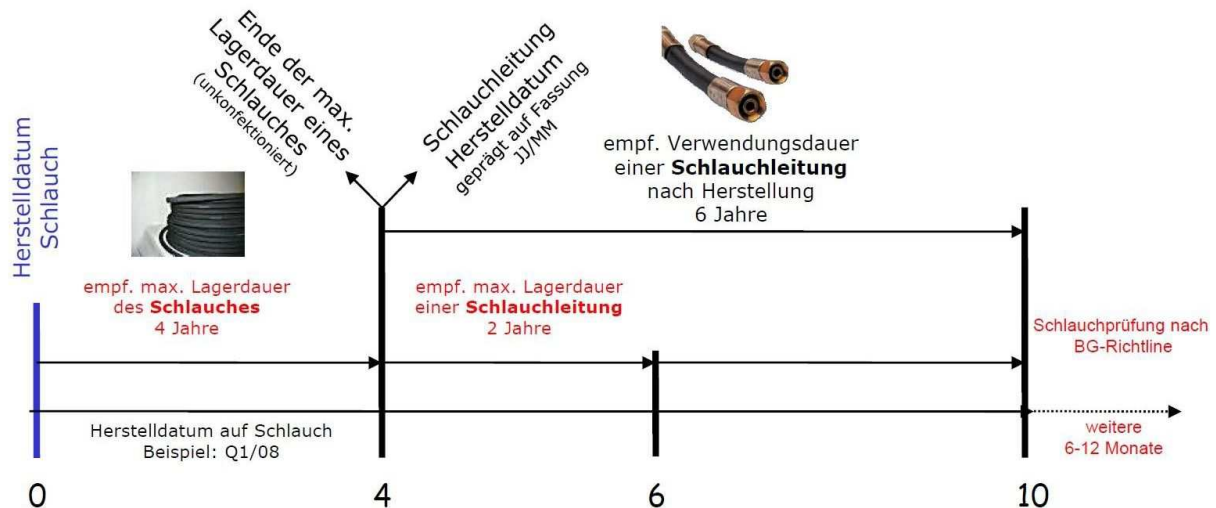 Herstelldatum
Schlauch
Ende der max.
Lagerdauer eines
Schlauches
(unkonfektioniert)
Schlauchleitung
Herstelldatum
geprägt auf Fassung
JJ/MM
empf. Verwendungsdauer
einer Schlauchleitung
nach Herstellung
6 Jahre
empf. max. Lagerdauer
des Schlauches
4 Jahre
empf. max. Lagerdauer
einer Schlauchleitung
2 Jahre
Schlauchprüfung nach
BG-Richtline
Herstelldatum auf Schlauch
Beispiel: Q1/08
weitere
6-12 Monate
0
4
6
10